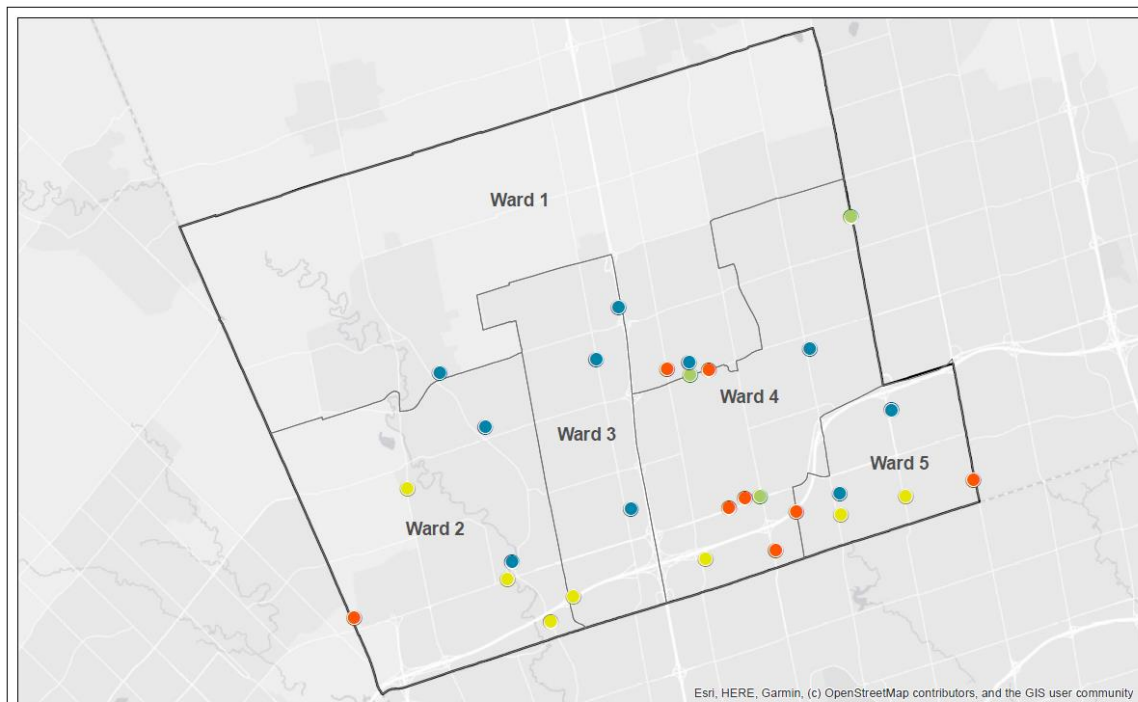 Ward 1
Ward 4
Ward 3
Ward 5
Ward 2
Esri, HERE, Garmin, (c) OpenStreetMap contributors, and the GIS user community